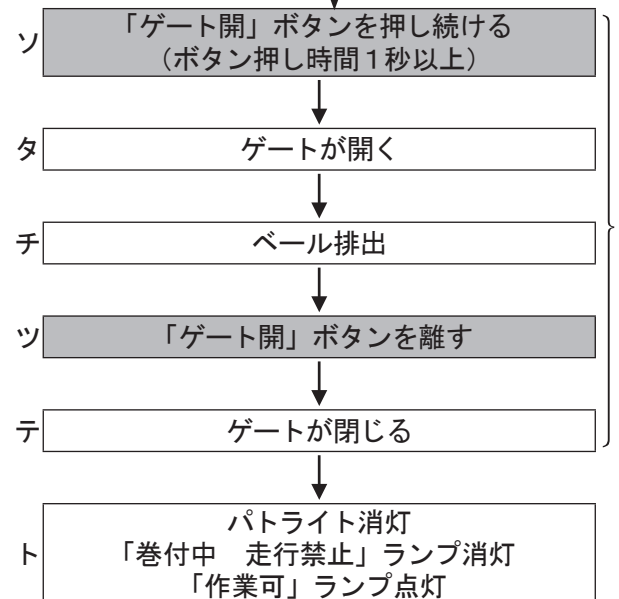 ソ
「ゲート開」ボタンを押し続ける
（ボタン押し時間１秒以上）
タ
ゲートが開く
チ
ベール排出
ツ
「ゲート開」ボタンを離す
テ
ゲートが閉じる
ト
パトライト消灯
「巻付中　走行禁止」ランプ消灯
「作業可」ランプ点灯